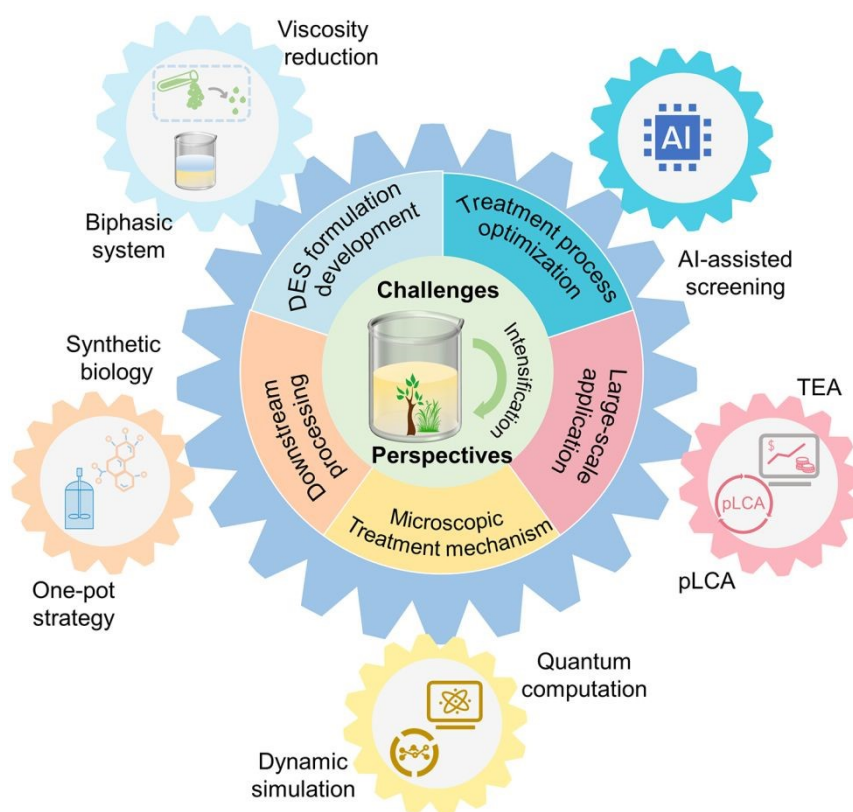 Viscosity
reduction
Biphasic
system
AI
AI-assisted
screening
DES formulation
development
Treatment process
optimization
Challenges
Intensification
Perspectives
Downstream
processing
Large-scale
application
Microscopic
Treatment mechanism
Synthetic
biology
One-pot
strategy
TEA
$
pLCA
pLCA
Quantum
computation
Dynamic
simulation